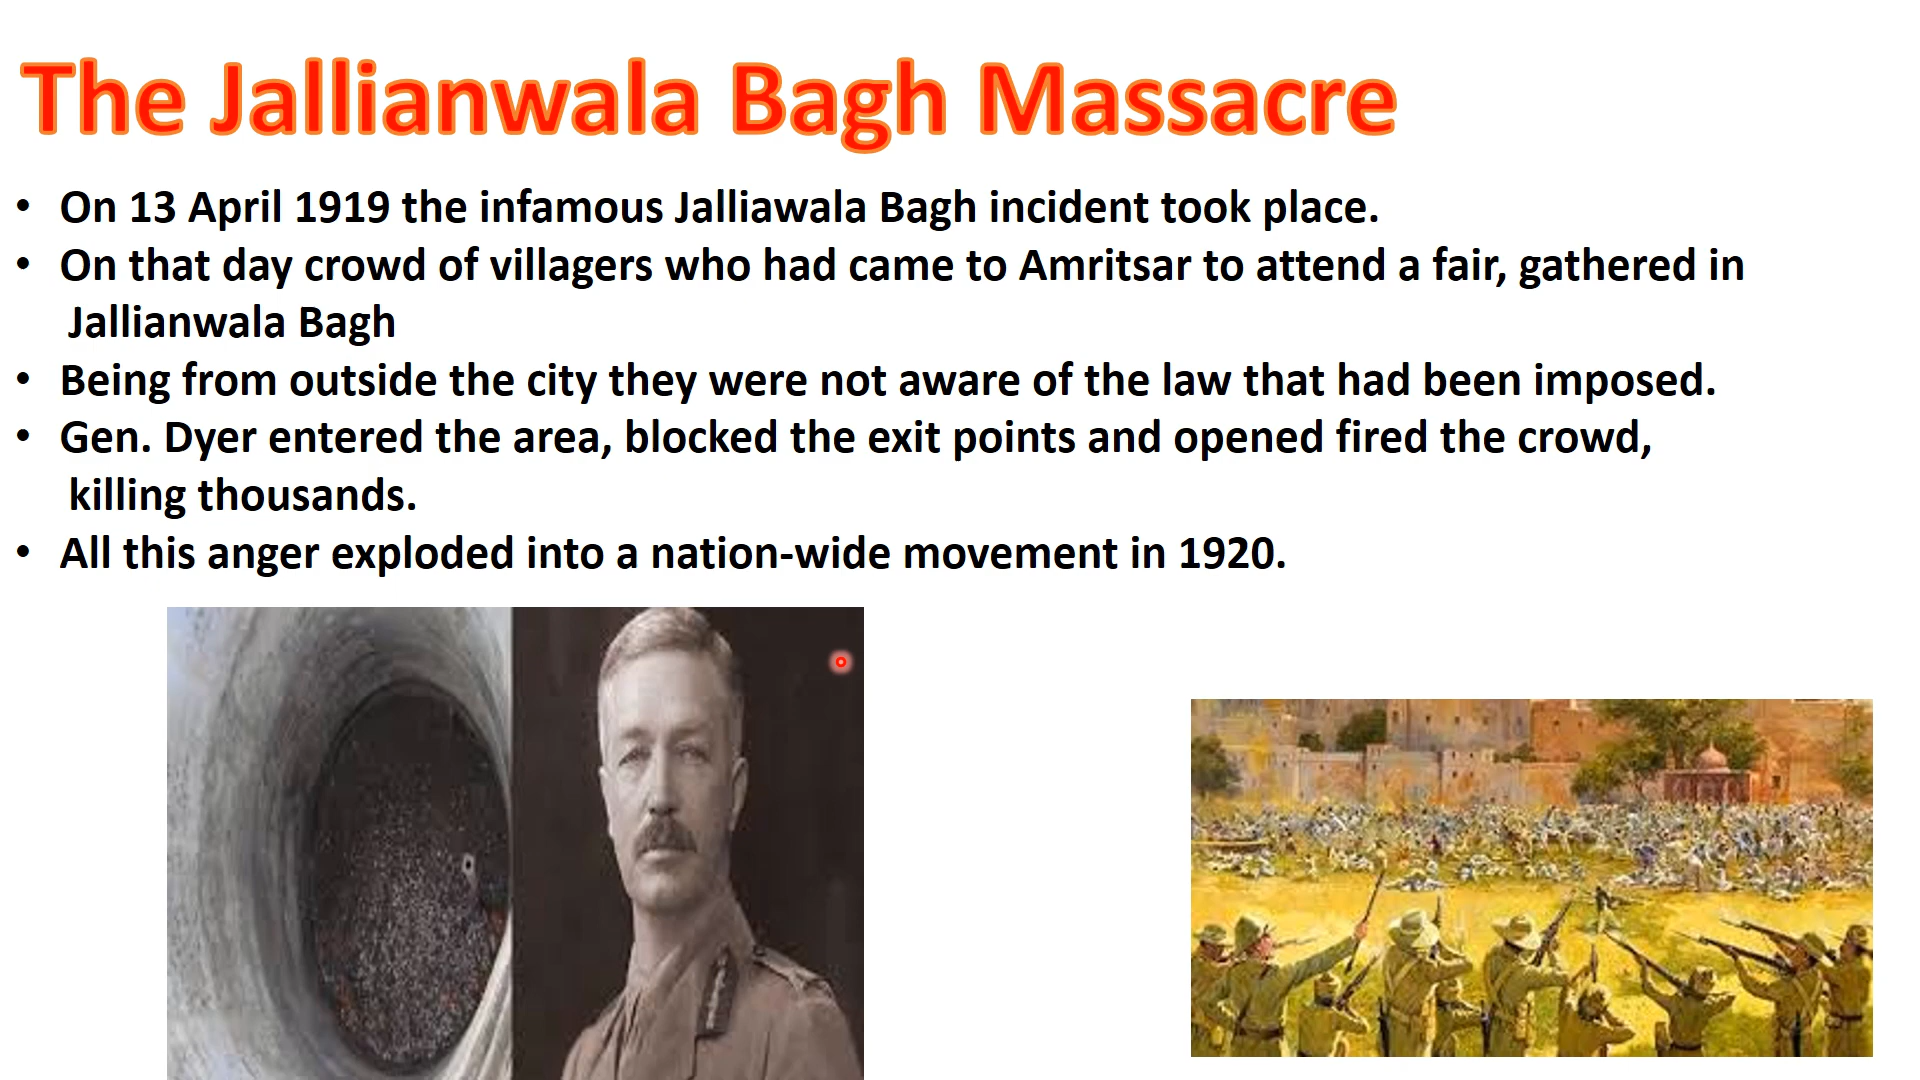 The Jallianwala Bagh Massacre
• On 13 April 1919 the infamous Jalliawala Bagh incident took place.
• On that day crowd of villagers who had came to Amritsar to attend a fair, gathered in
Jallianwala Bagh
• Being from outside the city they were not aware of the law that had been imposed.
• Gen. Dyer entered the area, blocked the exit points and opened fired the crowd,
killing thousands.
• All this anger exploded into a nation-wide movement in 1920.